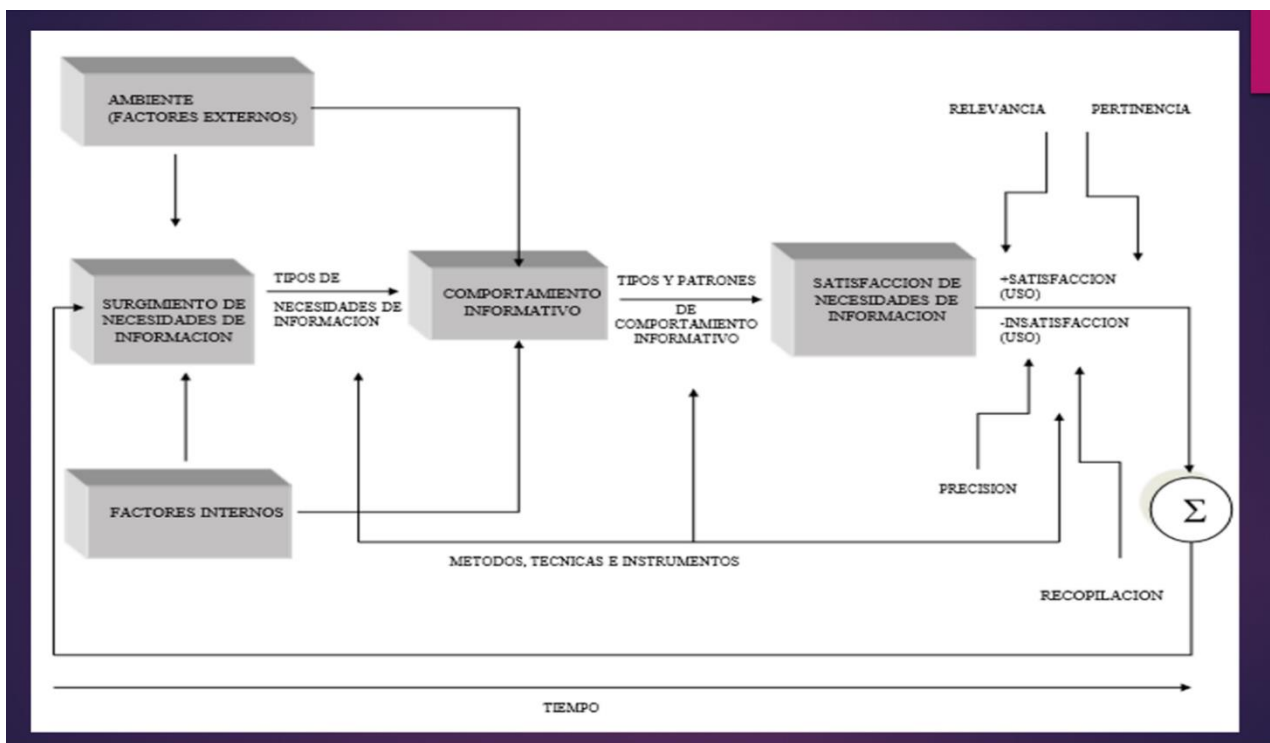 AMBIENTE
(FACTORES EXTERNOS)
RELEVANCIA
PERTINENCIA
SURGIMIENTO DE
NECESIDADES DE
INFORMACION
TIPOS DE
NECESIDADES DE
INFORMACION
COMPORTAMIENTO
INFORMATIVO
TIPOS Y PATRONES
DE
COMPORTAMIENTO
INFORMATIVO
SATISFACCION DE
NECESIDADES DE
INFORMACION
+SATISFACCION
(USO)
-INSATISFACCION
(USO)
FACTORES INTERNOS
PRECISION
Σ
METODOS, TECNICAS E INSTRUMENTOS
RECOPILACION
TIEMPO